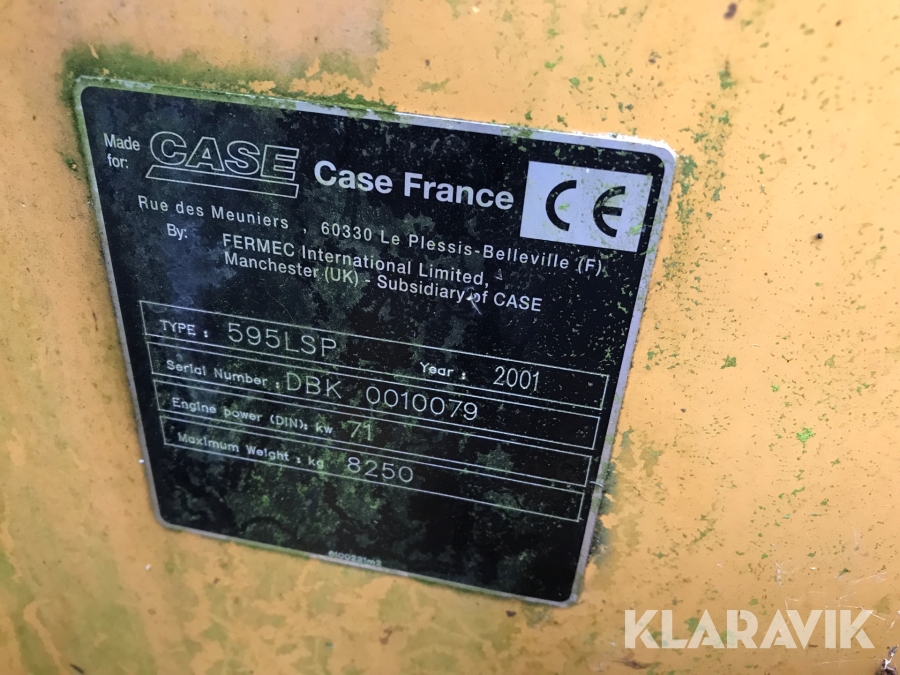 Made for: CASE Case France CE
Rue des Meuniers , 60330 Le Plessis-Belleville (F)
By: FERMEC International Limited,
Manchester (UK) - Subsidiary of CASE
TYPE : 595LSP Year : 2001
Serial Number : DBK 0010079
Engine power (DIN): kw 71
Maximum Weight : kg 8250
KLARAVIK